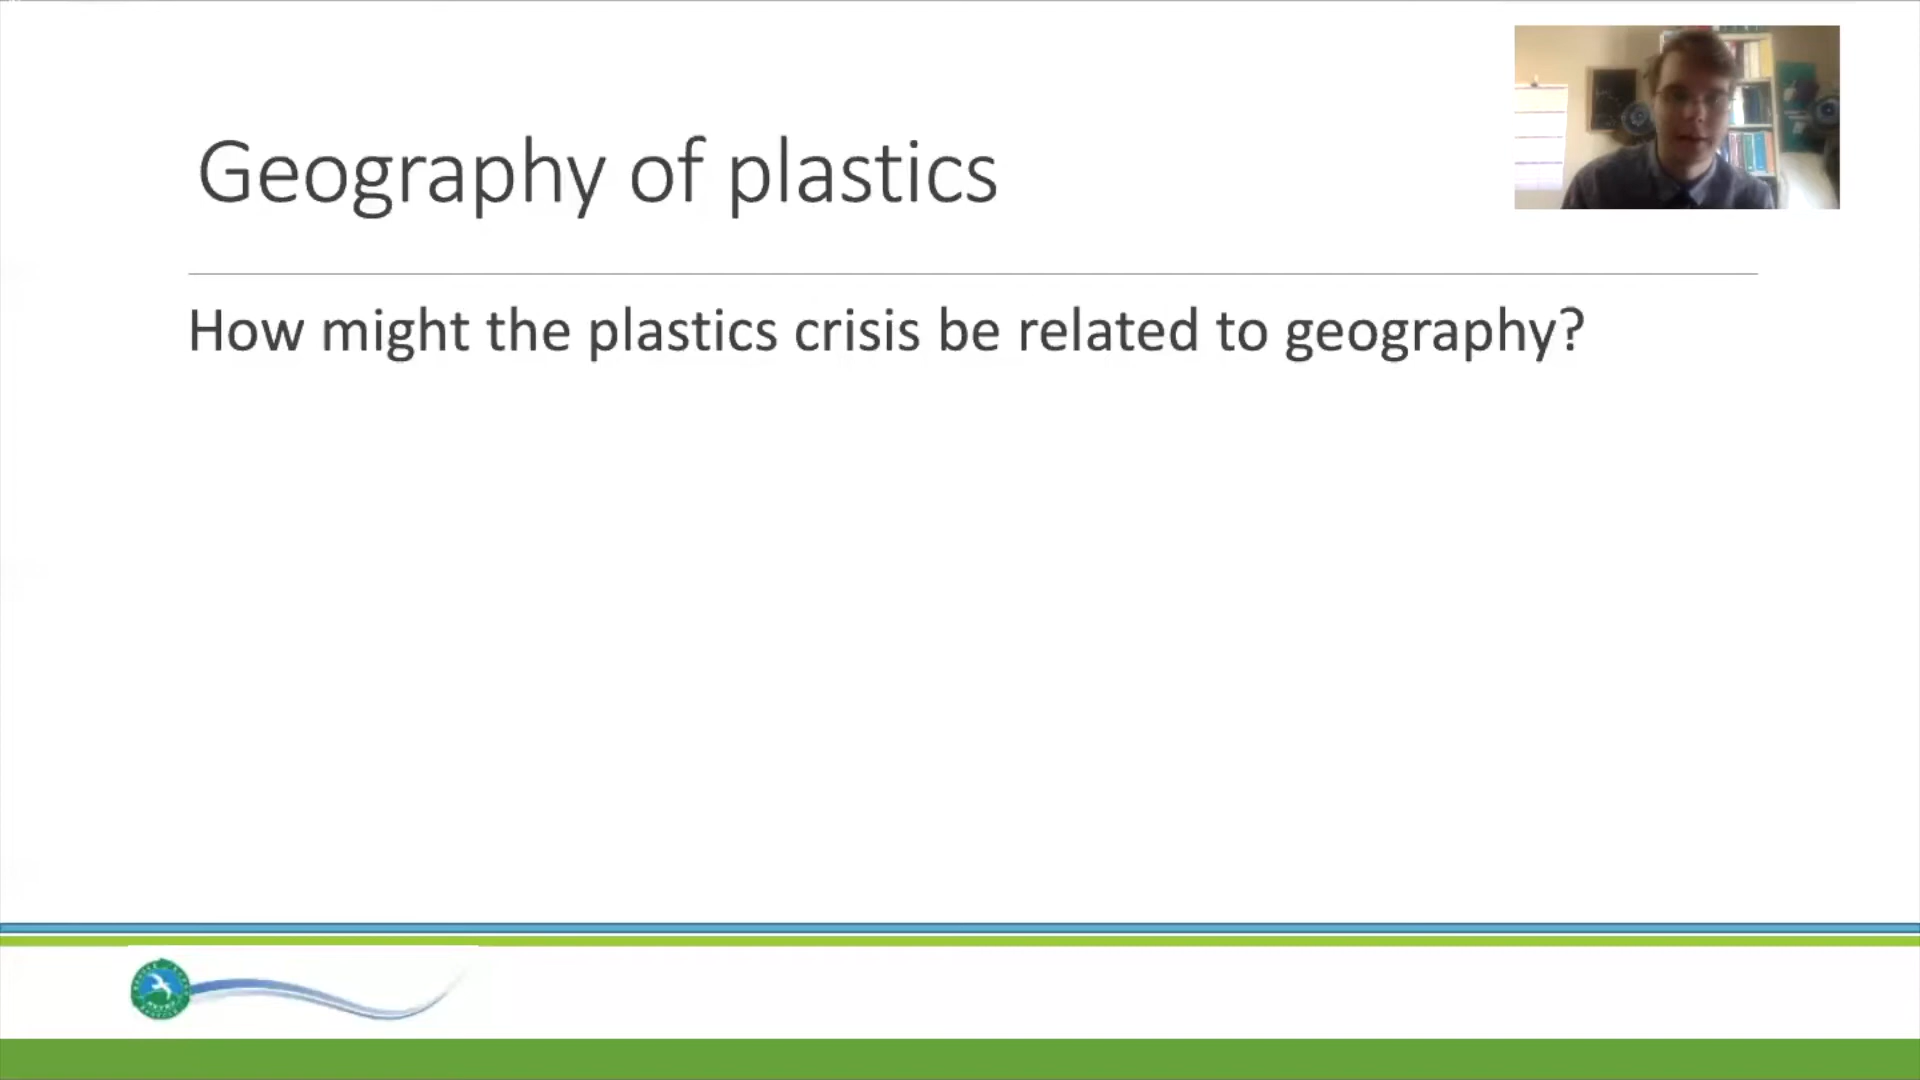 Geography of plastics
How might the plastics crisis be related to geography?